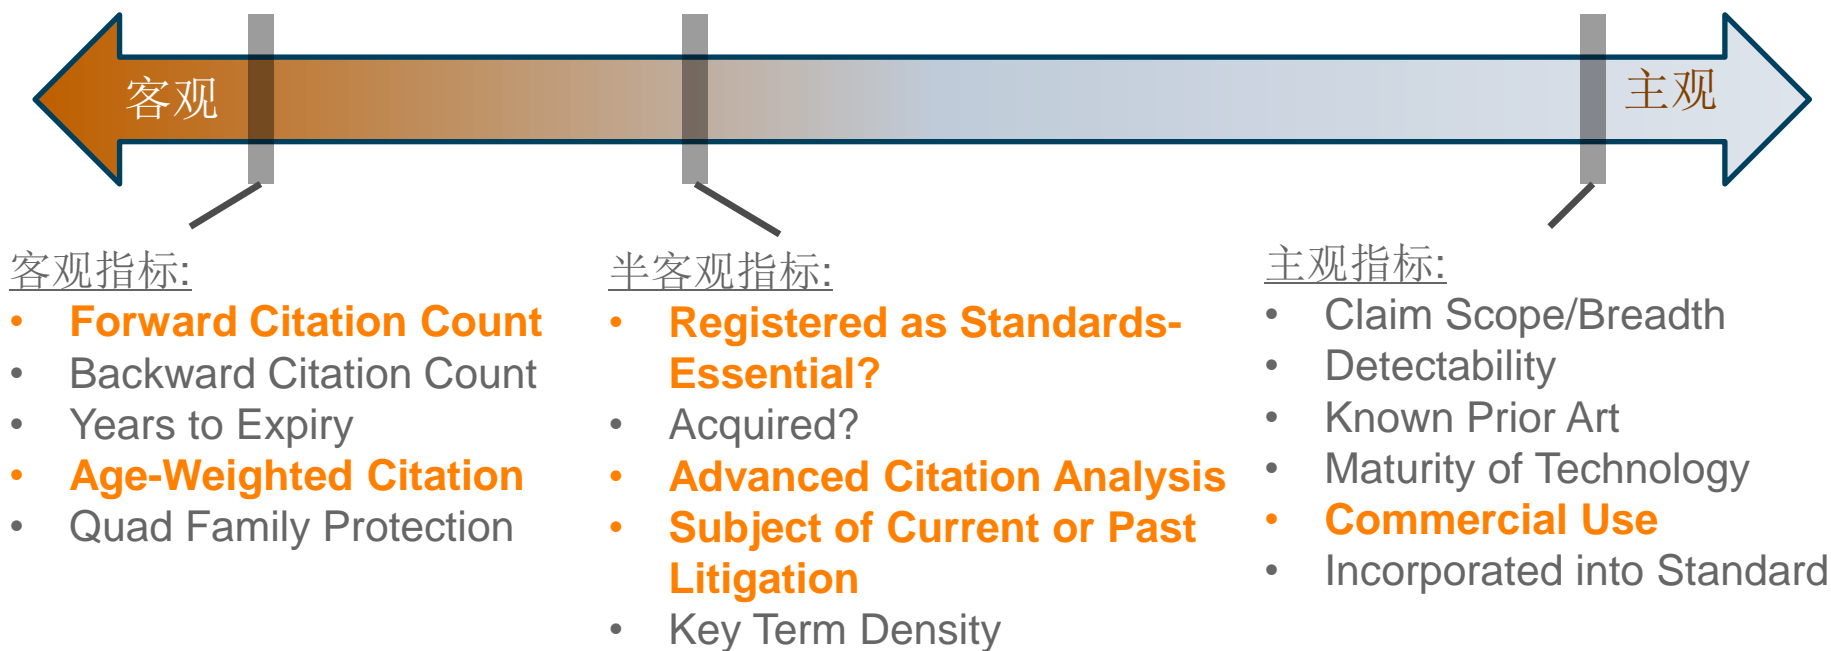 客观
主观
客观指标:
• Forward Citation Count
• Backward Citation Count
• Years to Expiry
• Age-Weighted Citation
• Quad Family Protection
半客观指标:
• Registered as Standards-
Essential?
• Acquired?
• Advanced Citation Analysis
• Subject of Current or Past
Litigation
• Key Term Density
主观指标:
• Claim Scope/Breadth
• Detectability
• Known Prior Art
• Maturity of Technology
• Commercial Use
• Incorporated into Standard